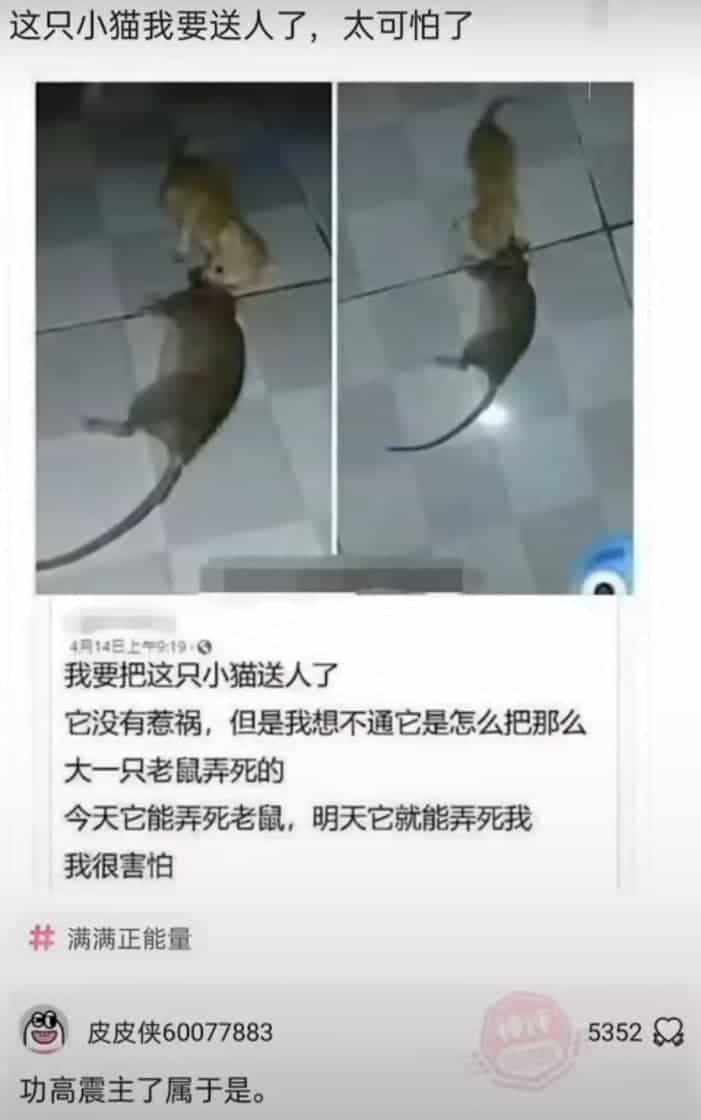 这只小猫我要送人了，太可怕了
4月14日上午9:19
我要把这只小猫送人了
它没有惹祸，但是我想不通它是怎么把那么
大一只老鼠弄死的
今天它能弄死老鼠，明天它就能弄死我
我很害怕
# 满满正能量
皮皮侠60077883
5352
功高震主了属于是。